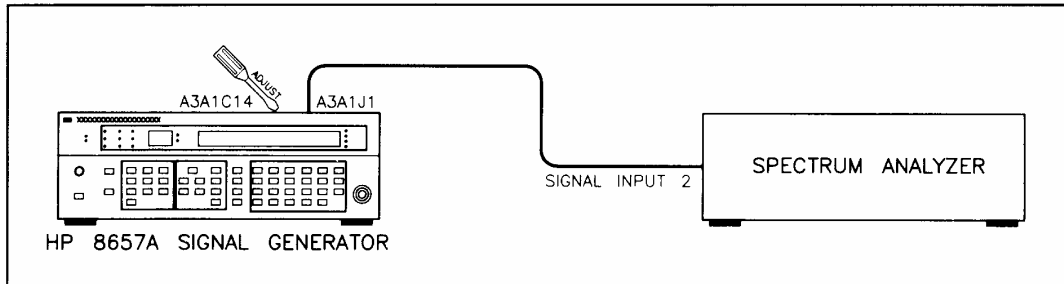 ADJUST
A3A1C14
A3A1J1
SIGNAL INPUT 2
SPECTRUM ANALYZER
HP 8657A SIGNAL GENERATOR